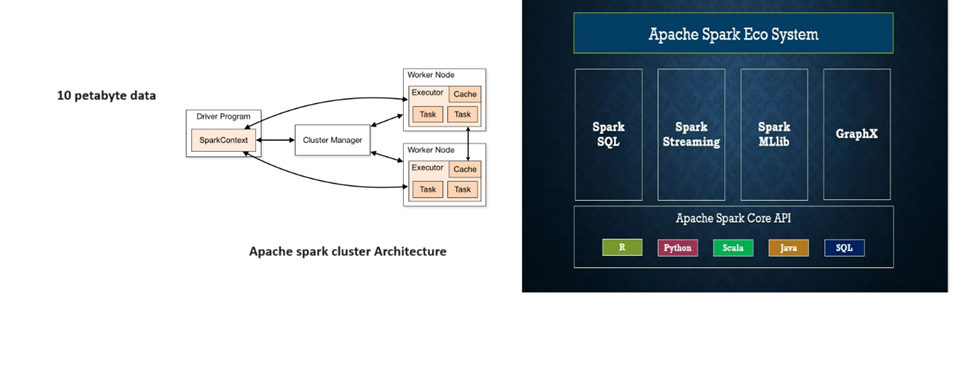 10 petabyte data
Driver Program
SparkContext
Cluster Manager
Worker Node
Executor
Cache
Task
Task
Worker Node
Executor
Cache
Task
Task
Apache spark cluster Architecture
Apache Spark Eco System
Spark
SQL
Spark
Streaming
Spark
MLlib
GraphX
Apache Spark Core API
R
Python
Scala
Java
SQL